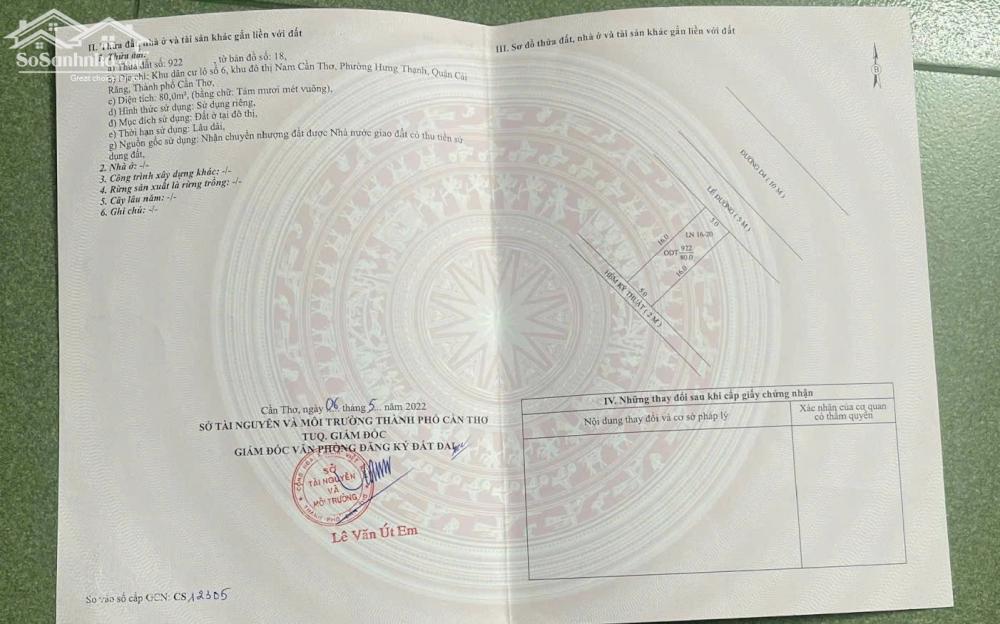 SoSanhnha
Great choice
II. Thửa đất, nhà ở và tài sản khác gắn liền với đất
1. Thửa đất:
a) Thửa đất số: 922 , tờ bản đồ số: 18,
b) Địa chỉ: Khu dân cư lô số 6, khu đô thị Nam Cần Thơ, Phường Hưng Thạnh, Quận Cái
Răng, Thành phố Cần Thơ,
c) Diện tích: 80,0m², (bằng chữ: Tám mươi mét vuông),
d) Hình thức sử dụng: Sử dụng riêng,
đ) Mục đích sử dụng: Đất ở tại đô thị,
e) Thời hạn sử dụng: Lâu dài,
g) Nguồn gốc sử dụng: Nhận chuyển nhượng đất được Nhà nước giao đất có thu tiền sử
dụng đất,
2. Nhà ở: -/-
3. Công trình xây dựng khác: -/-
4. Rừng sản xuất là rừng trồng: -/-
5. Cây lâu năm: -/-
6. Ghi chú: -/-
Cần Thơ, ngày 06 tháng 5 năm 2022
SỞ TÀI NGUYÊN VÀ MÔI TRƯỜNG THÀNH PHỐ CẦN THƠ
TUQ. GIÁM ĐỐC
GIÁM ĐỐC VĂN PHÒNG ĐĂNG KÝ ĐẤT ĐAI
SỞ
TÀI NGUYÊN
VÀ
MÔI TRƯỜNG
Lê Văn Út Em
Số vào sổ cấp GCN: CS12305
III. Sơ đồ thửa đất, nhà ở và tài sản khác gắn liền với đất
B
ĐƯỜNG D4 (10 M)
LỀ ĐƯỜNG (3 M)
5.0
16.0
LN 16-20
ODT 922
80.0
16.0
5.0
HẺM KỸ THUẬT (2 M)
IV. Những thay đổi sau khi cấp giấy chứng nhận
Nội dung thay đổi và cơ sở pháp lý
Xác nhận của cơ quan
có thẩm quyền